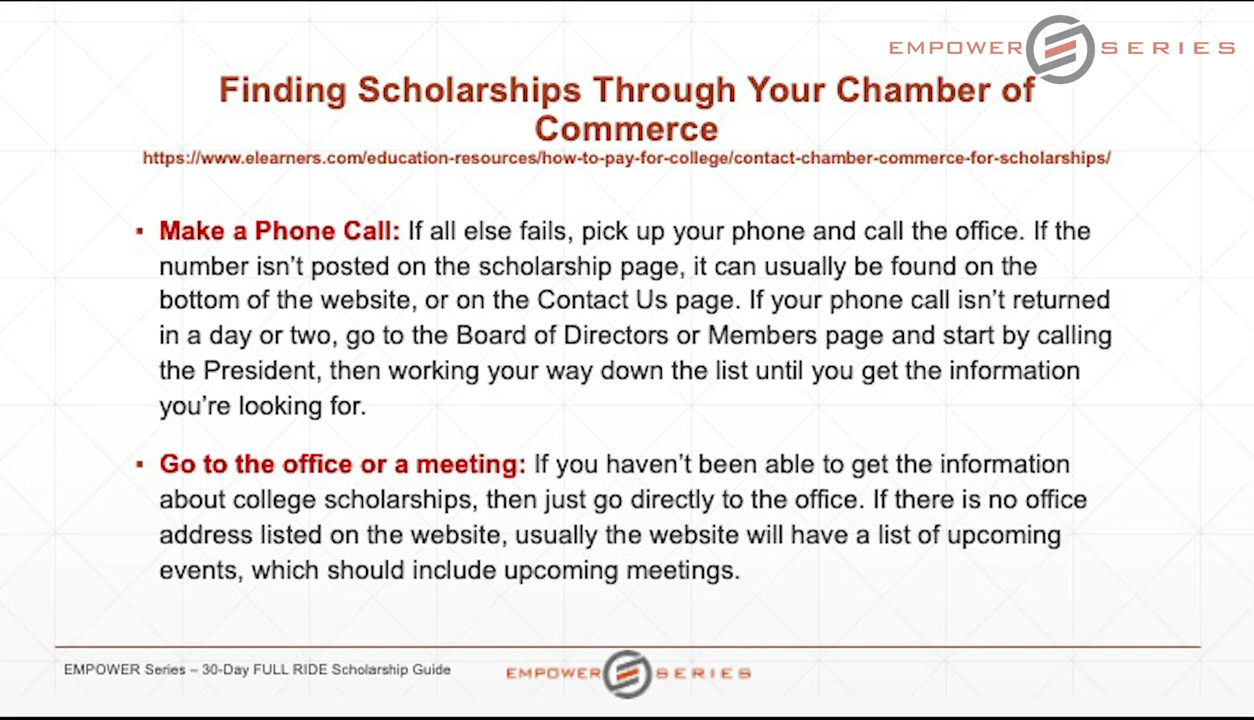 EMPOWER SERIES
Finding Scholarships Through Your Chamber of
Commerce
https://www.elearners.com/education-resources/how-to-pay-for-college/contact-chamber-commerce-for-scholarships/
▪ Make a Phone Call: If all else fails, pick up your phone and call the office. If the
number isn’t posted on the scholarship page, it can usually be found on the
bottom of the website, or on the Contact Us page. If your phone call isn’t returned
in a day or two, go to the Board of Directors or Members page and start by calling
the President, then working your way down the list until you get the information
you’re looking for.
▪ Go to the office or a meeting: If you haven’t been able to get the information
about college scholarships, then just go directly to the office. If there is no office
address listed on the website, usually the website will have a list of upcoming
events, which should include upcoming meetings.
EMPOWER Series – 30-Day FULL RIDE Scholarship Guide
EMPOWER SERIES